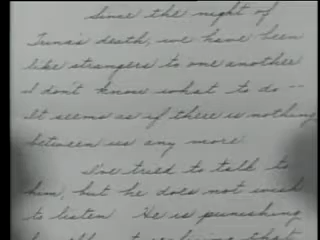 Since the night of
Trina's death, we have been
like strangers to one another
I don't know what to do --
It seems as if there is nothing
between us any more.
I've tried to talk to
him, but he does not wish
to listen. He is punishing